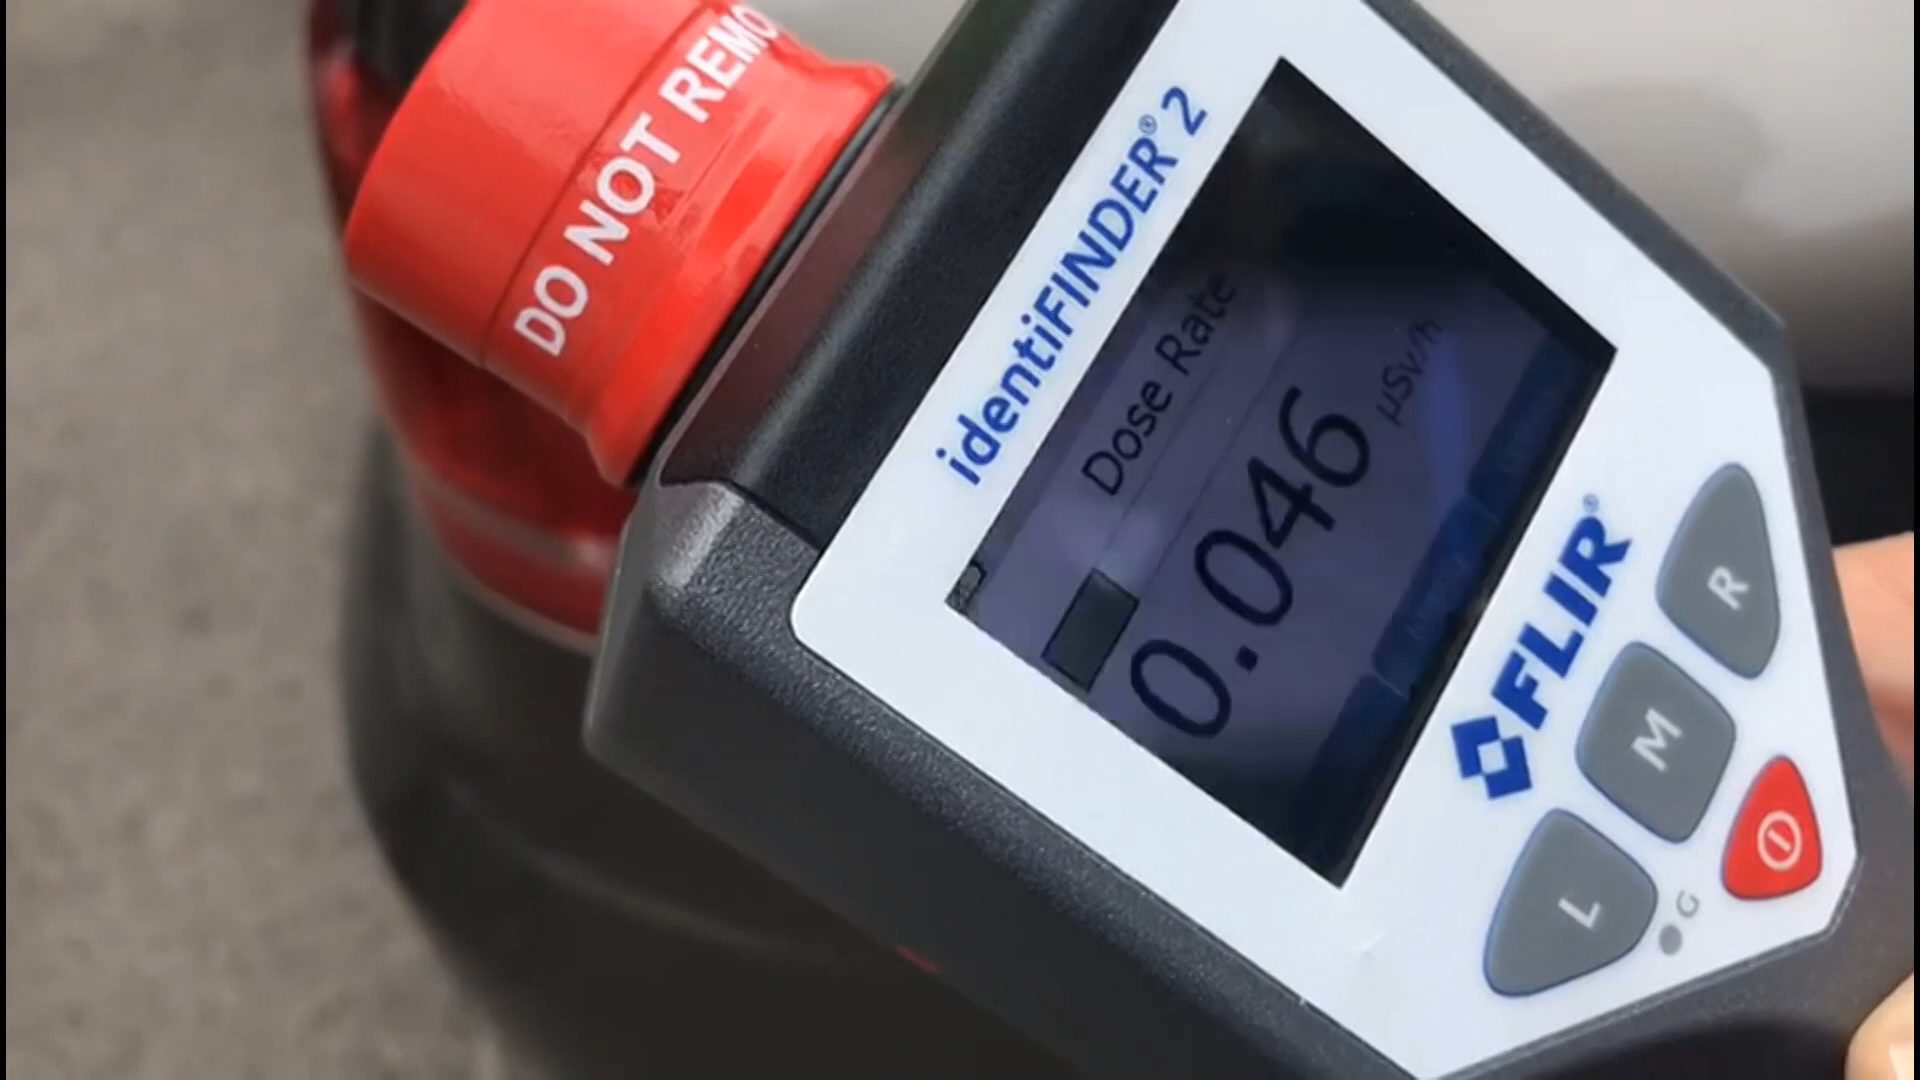 DO NOT REMO
identiFINDER® 2
Dose Rate
0.046 µSv/h
FLIR®
R
M
L
G